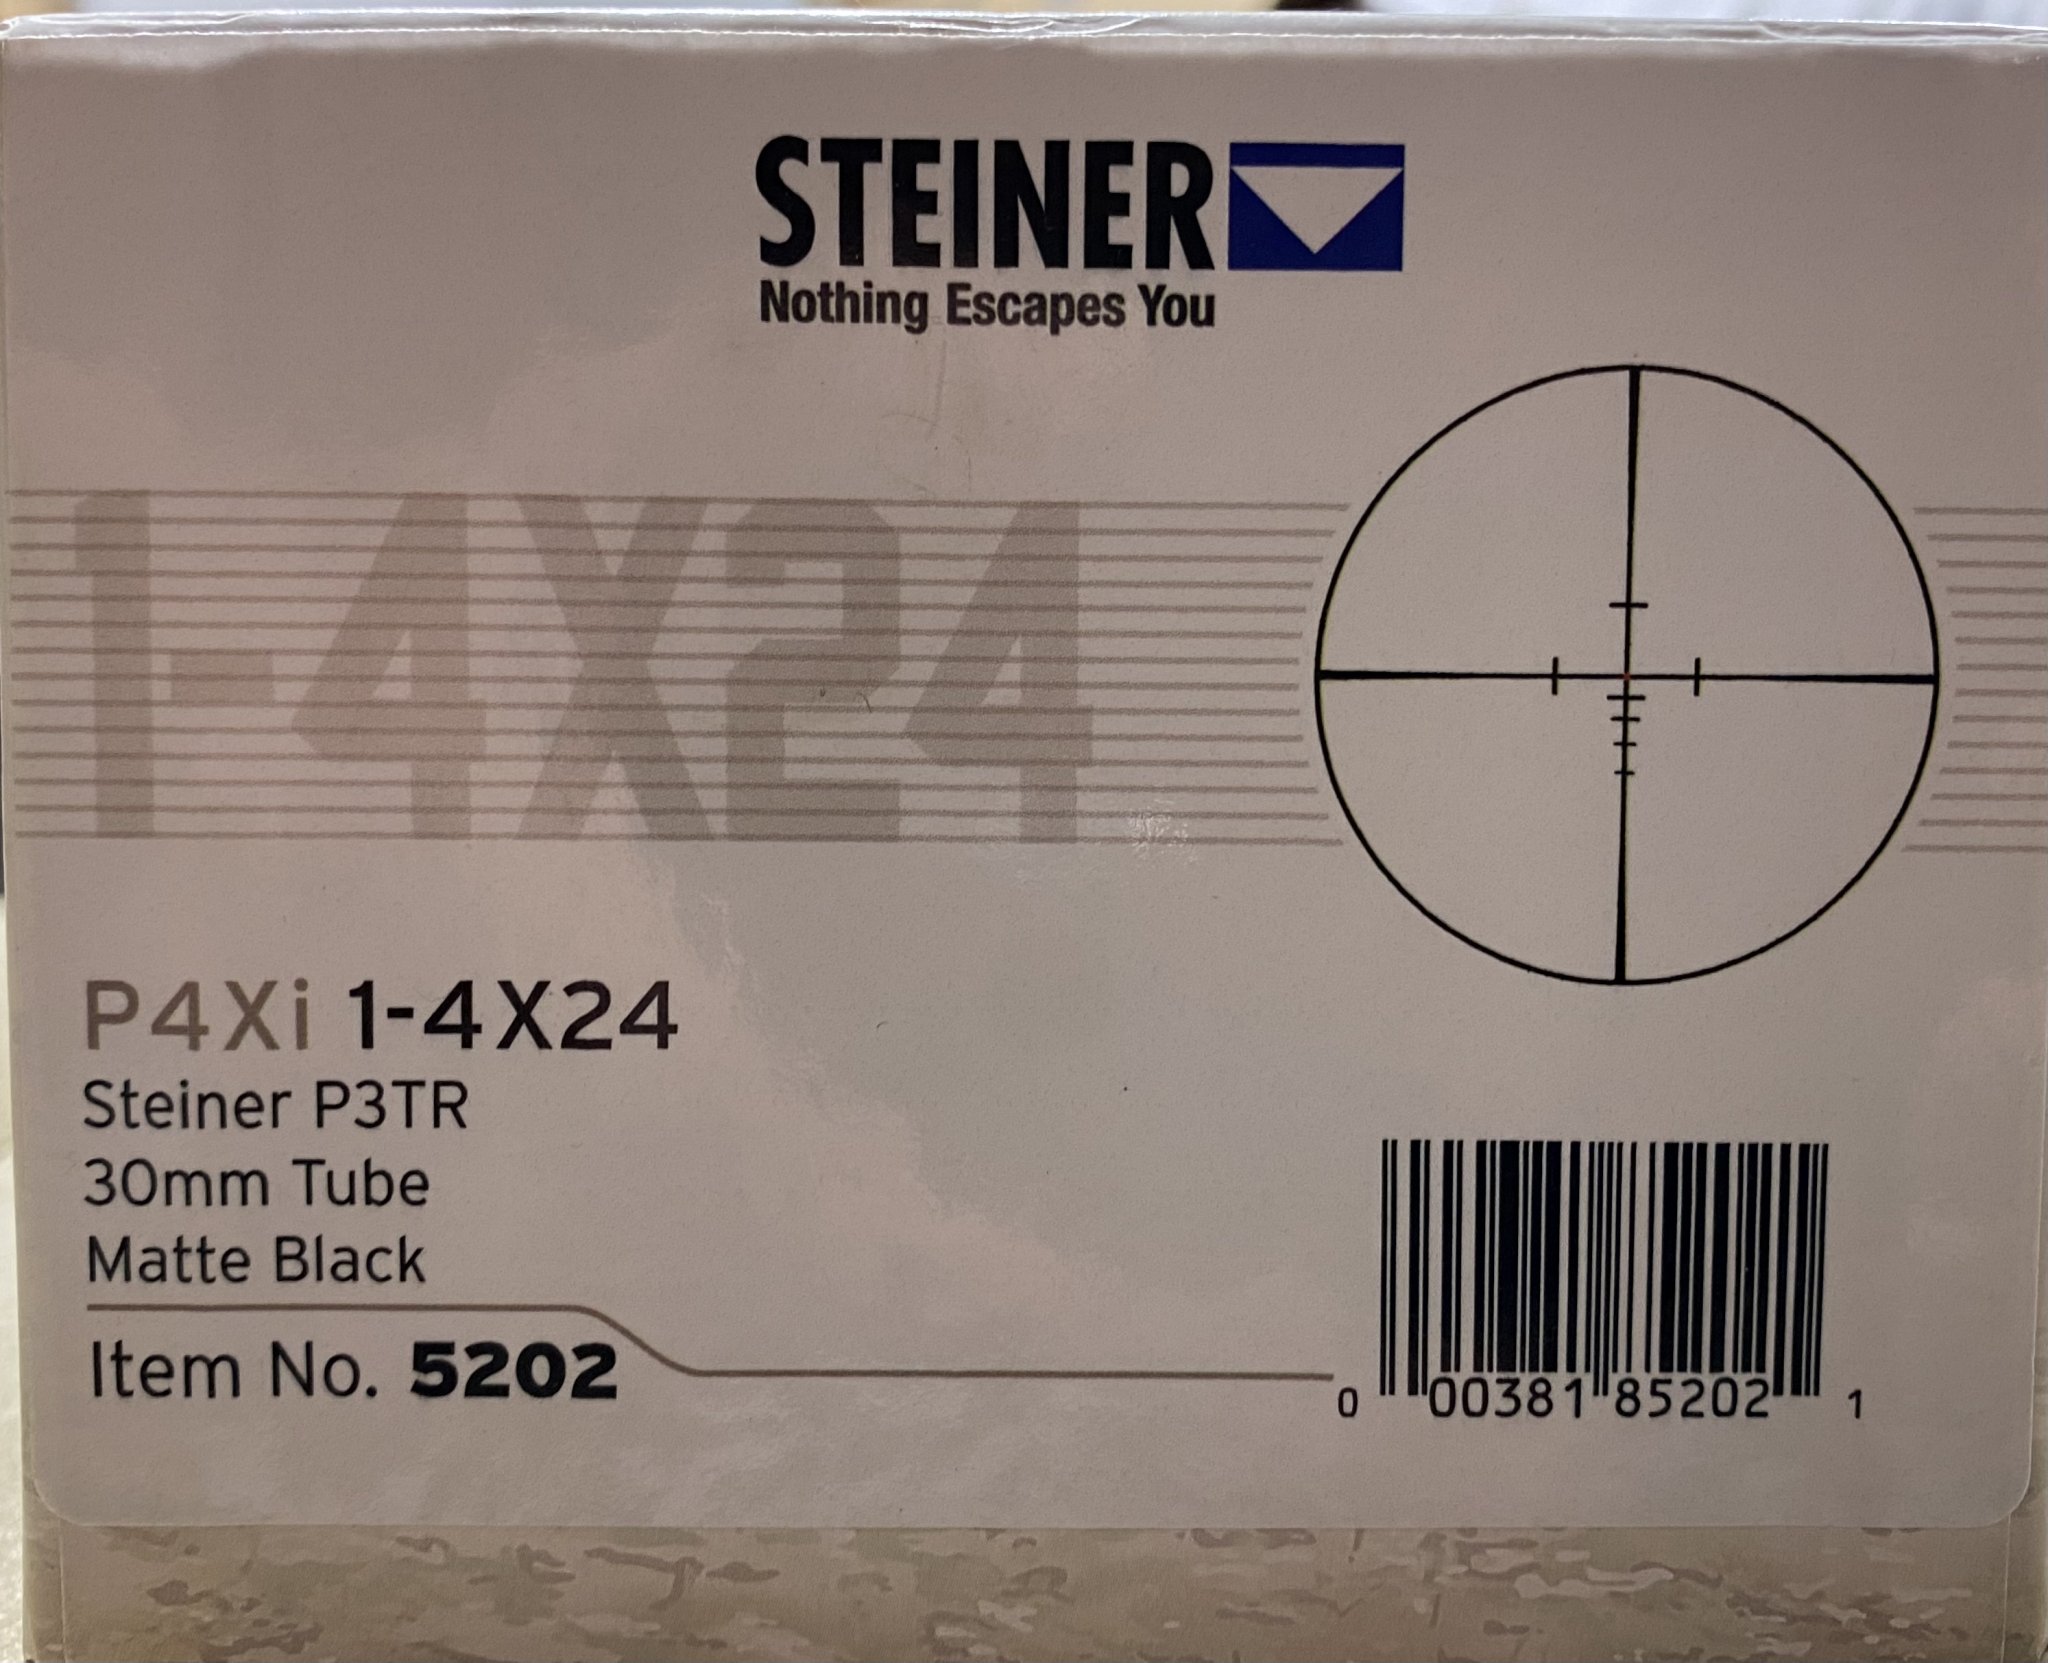 STEINER
Nothing Escapes You
1-4X24
P4Xi 1-4X24
Steiner P3TR
30mm Tube
Matte Black
Item No. 5202
0 00381 85202 1